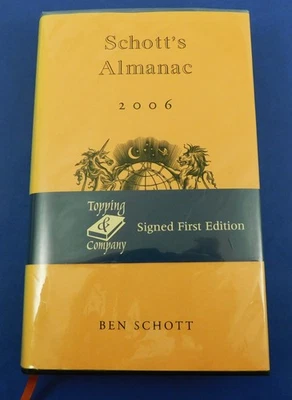 Schott's
Almanac
2006
Topping
&
Company
Signed First Edition
BEN SCHOTT